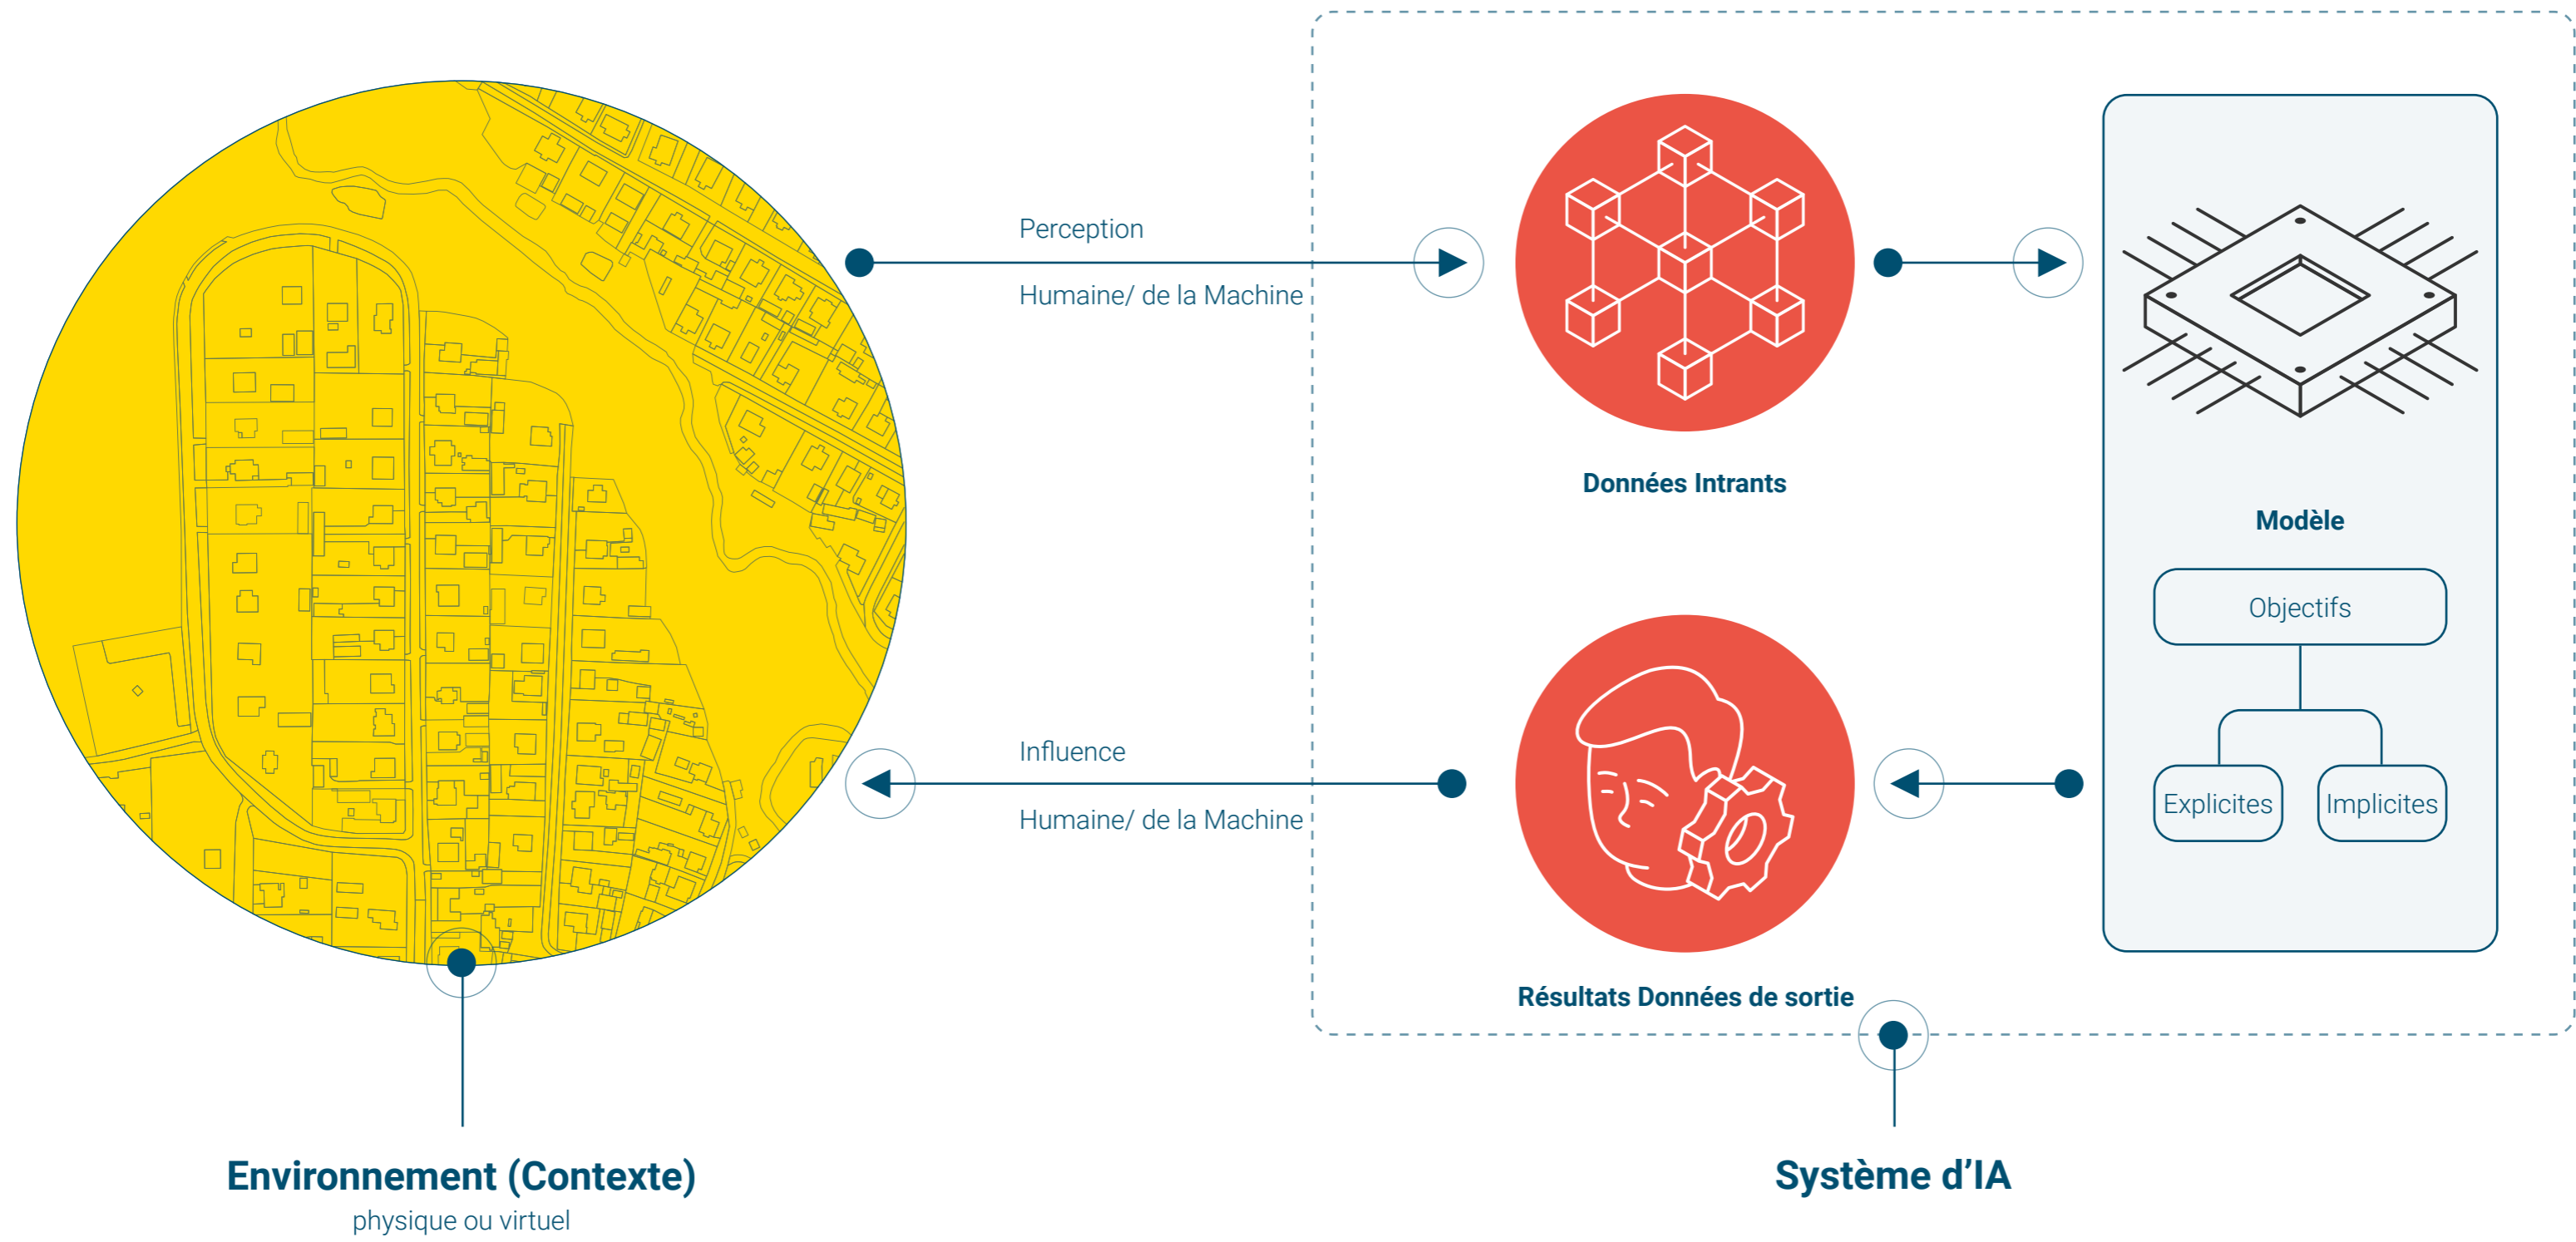 Perception
Humaine/ de la Machine
Données Intrants
Modèle
Objectifs
Explicites
Implicites
Influence
Humaine/ de la Machine
Résultats Données de sortie
Environnement (Contexte)
physique ou virtuel
Système d’IA